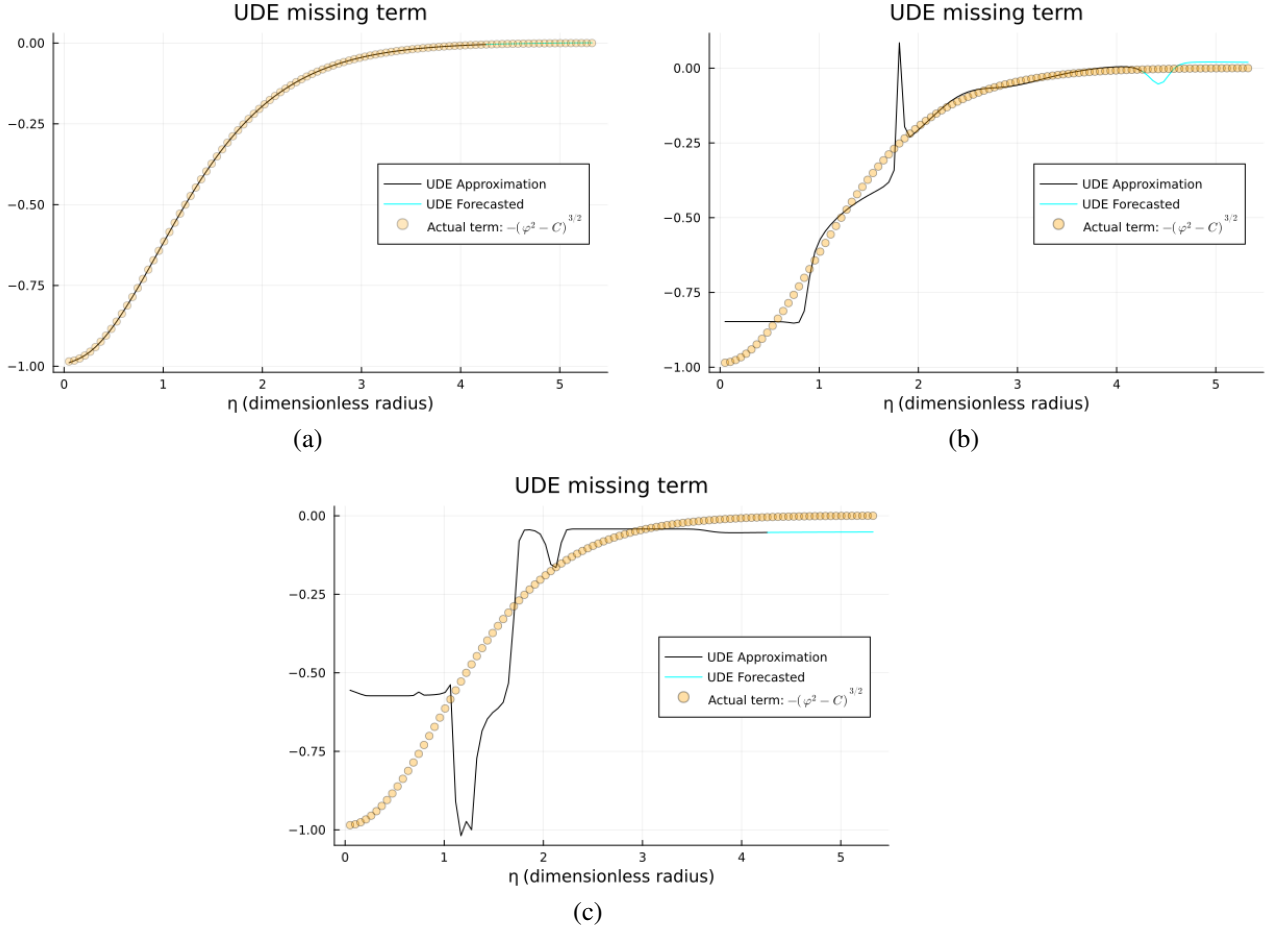 UDE missing term
0.00
−0.25
−0.50
−0.75
−1.00
UDE Approximation
UDE Forecasted
Actual term: −(φ² − C)^3/2
0 1 2 3 4 5
η (dimensionless radius)
(a)
UDE missing term
0.00
−0.25
−0.50
−0.75
−1.00
UDE Approximation
UDE Forecasted
Actual term: −(φ² − C)^3/2
0 1 2 3 4 5
η (dimensionless radius)
(b)
UDE missing term
0.00
−0.25
−0.50
−0.75
−1.00
UDE Approximation
UDE Forecasted
Actual term: −(φ² − C)^3/2
0 1 2 3 4 5
η (dimensionless radius)
(c)